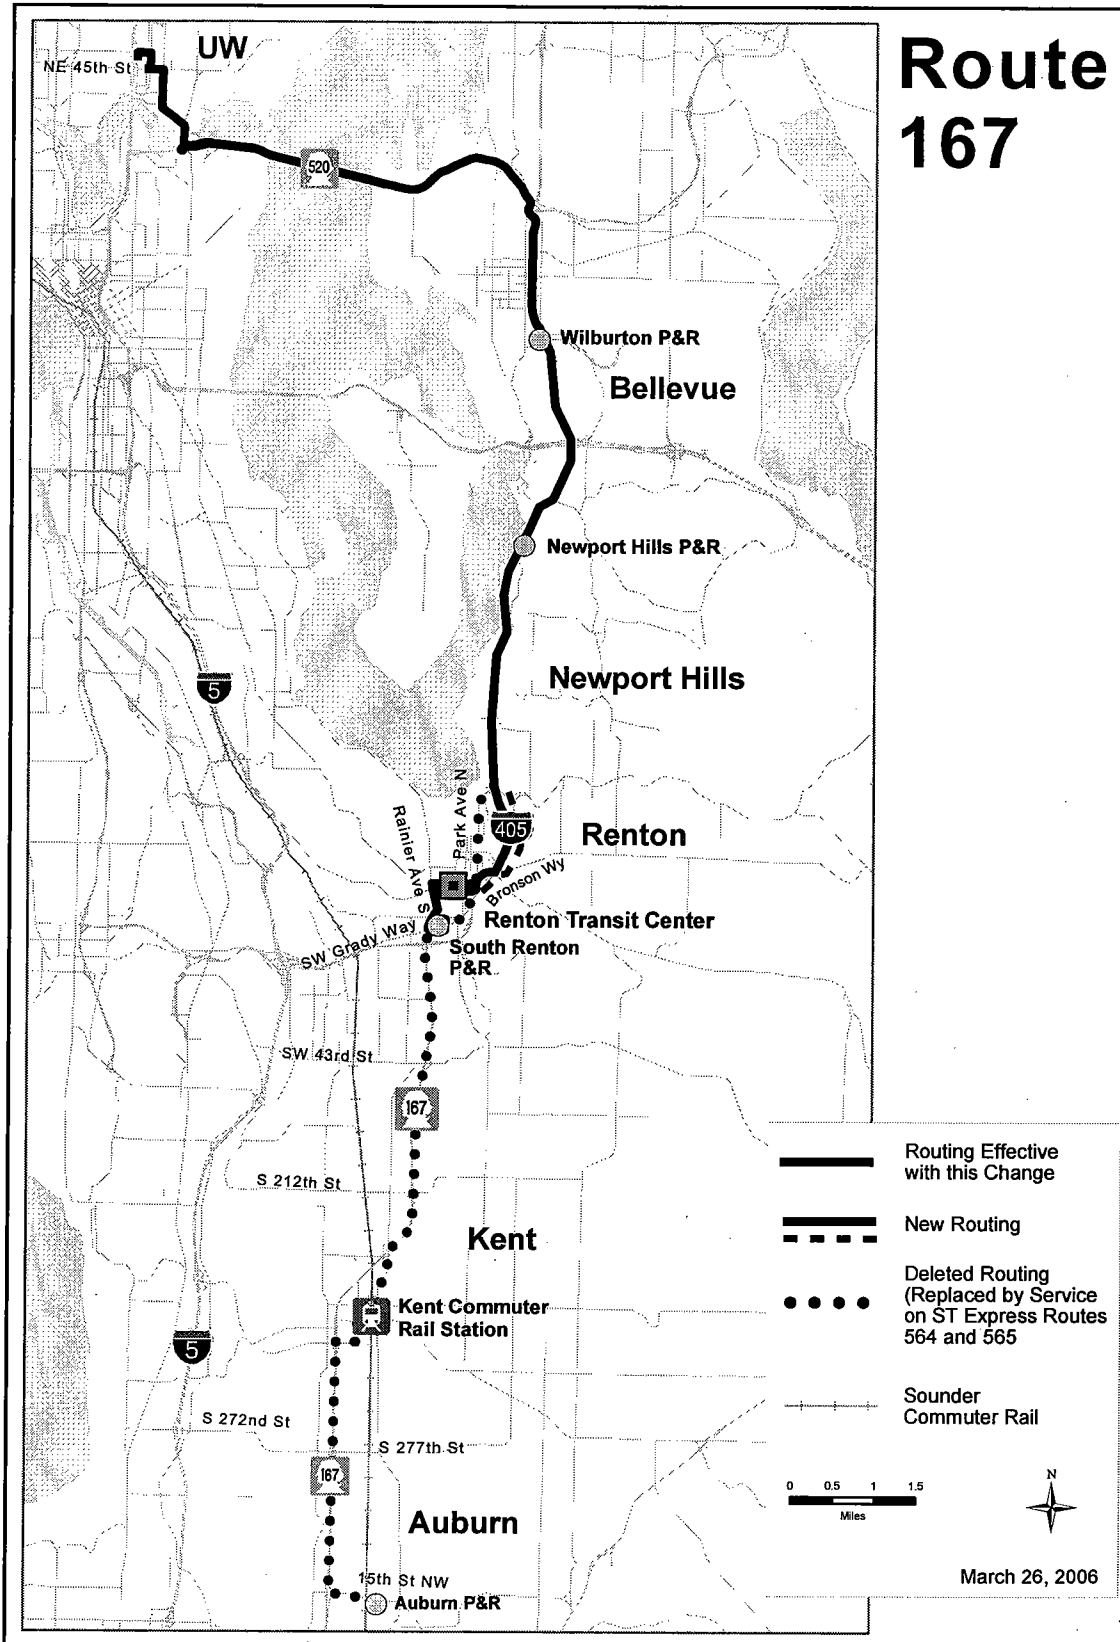 Route
167
UW
NE 45th St
520
Wilburton P&R
Bellevue
Newport Hills P&R
Newport Hills
5
Park Ave N
Rainier Ave S
405
Renton
Bronson Wy
Renton Transit Center
SW Grady Way
South Renton
P&R
SW 43rd St
167
S 212th St
Kent
Kent Commuter
Rail Station
5
S 272nd St
S 277th St
167
Auburn
15th St NW
Auburn P&R
Routing Effective
with this Change
New Routing
Deleted Routing
(Replaced by Service
on ST Express Routes
564 and 565
Sounder
Commuter Rail
0 0.5 1 1.5
Miles
N
March 26, 2006